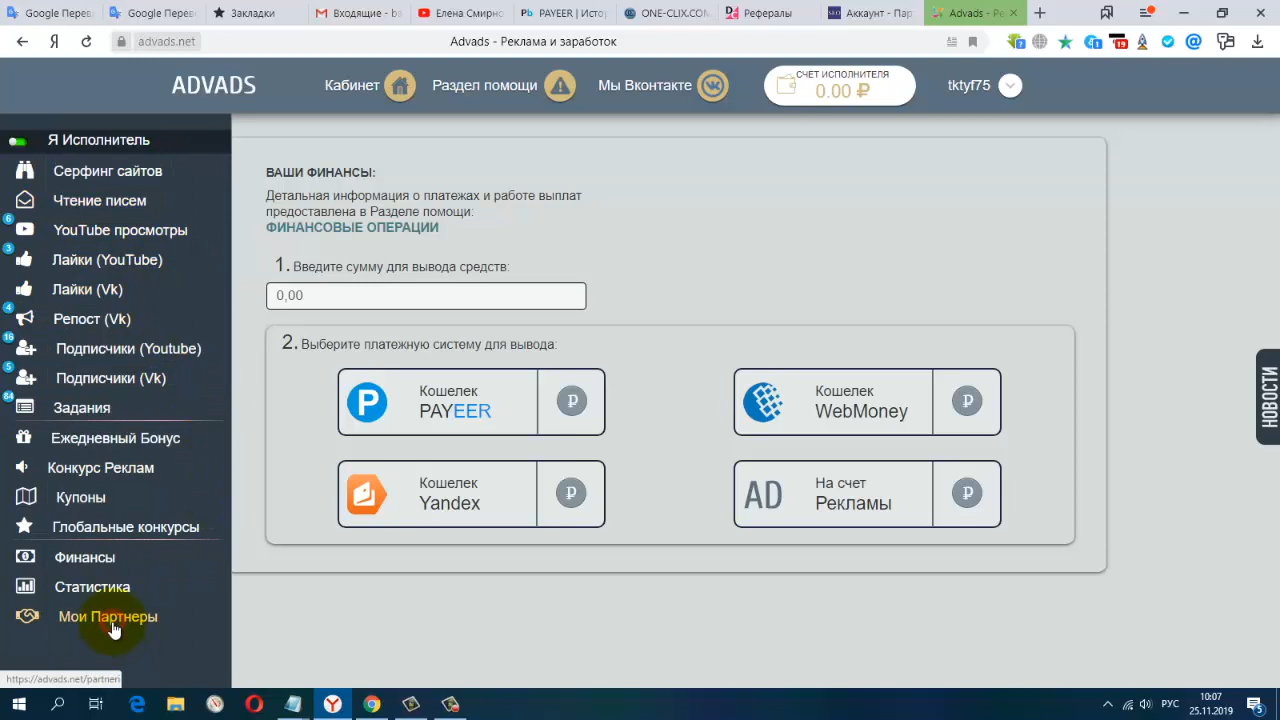 Google Перев
Google Перев
Закладки
Входящие - ba
Елена Смирно
PAYEER | Истор
ONE-CLIX.COM
Рефералы
Аккаунт - Пар
Advads - Ре
Я
advads.net
Advads - Реклама и заработок
7
1
19
ADVADS
Кабинет
Раздел помощи
Мы Вконтакте
СЧЕТ ИСПОЛНИТЕЛЯ
0.00 ₽
tktyf75
Я Исполнитель
Серфинг сайтов
Чтение писем
6
YouTube просмотры
3
Лайки (YouTube)
Лайки (Vk)
4
Репост (Vk)
16
Подписчики (Youtube)
5
Подписчики (Vk)
84
Задания
Ежедневный Бонус
Конкурс Реклам
Купоны
Глобальные конкурсы
Финансы
Статистика
Мои Партнеры
ВАШИ ФИНАНСЫ:
Детальная информация о платежах и работе выплат
предоставлена в Разделе помощи:
ФИНАНСОВЫЕ ОПЕРАЦИИ
1. Введите сумму для вывода средств:
0,00
2. Выберите платежную систему для вывода:
P
Кошелек
PAYEER
₽
Кошелек
WebMoney
₽
Кошелек
Yandex
₽
AD
На счет
Рекламы
₽
НОВОСТИ
https://advads.net/partneri
РУС
10:07
25.11.2019
5